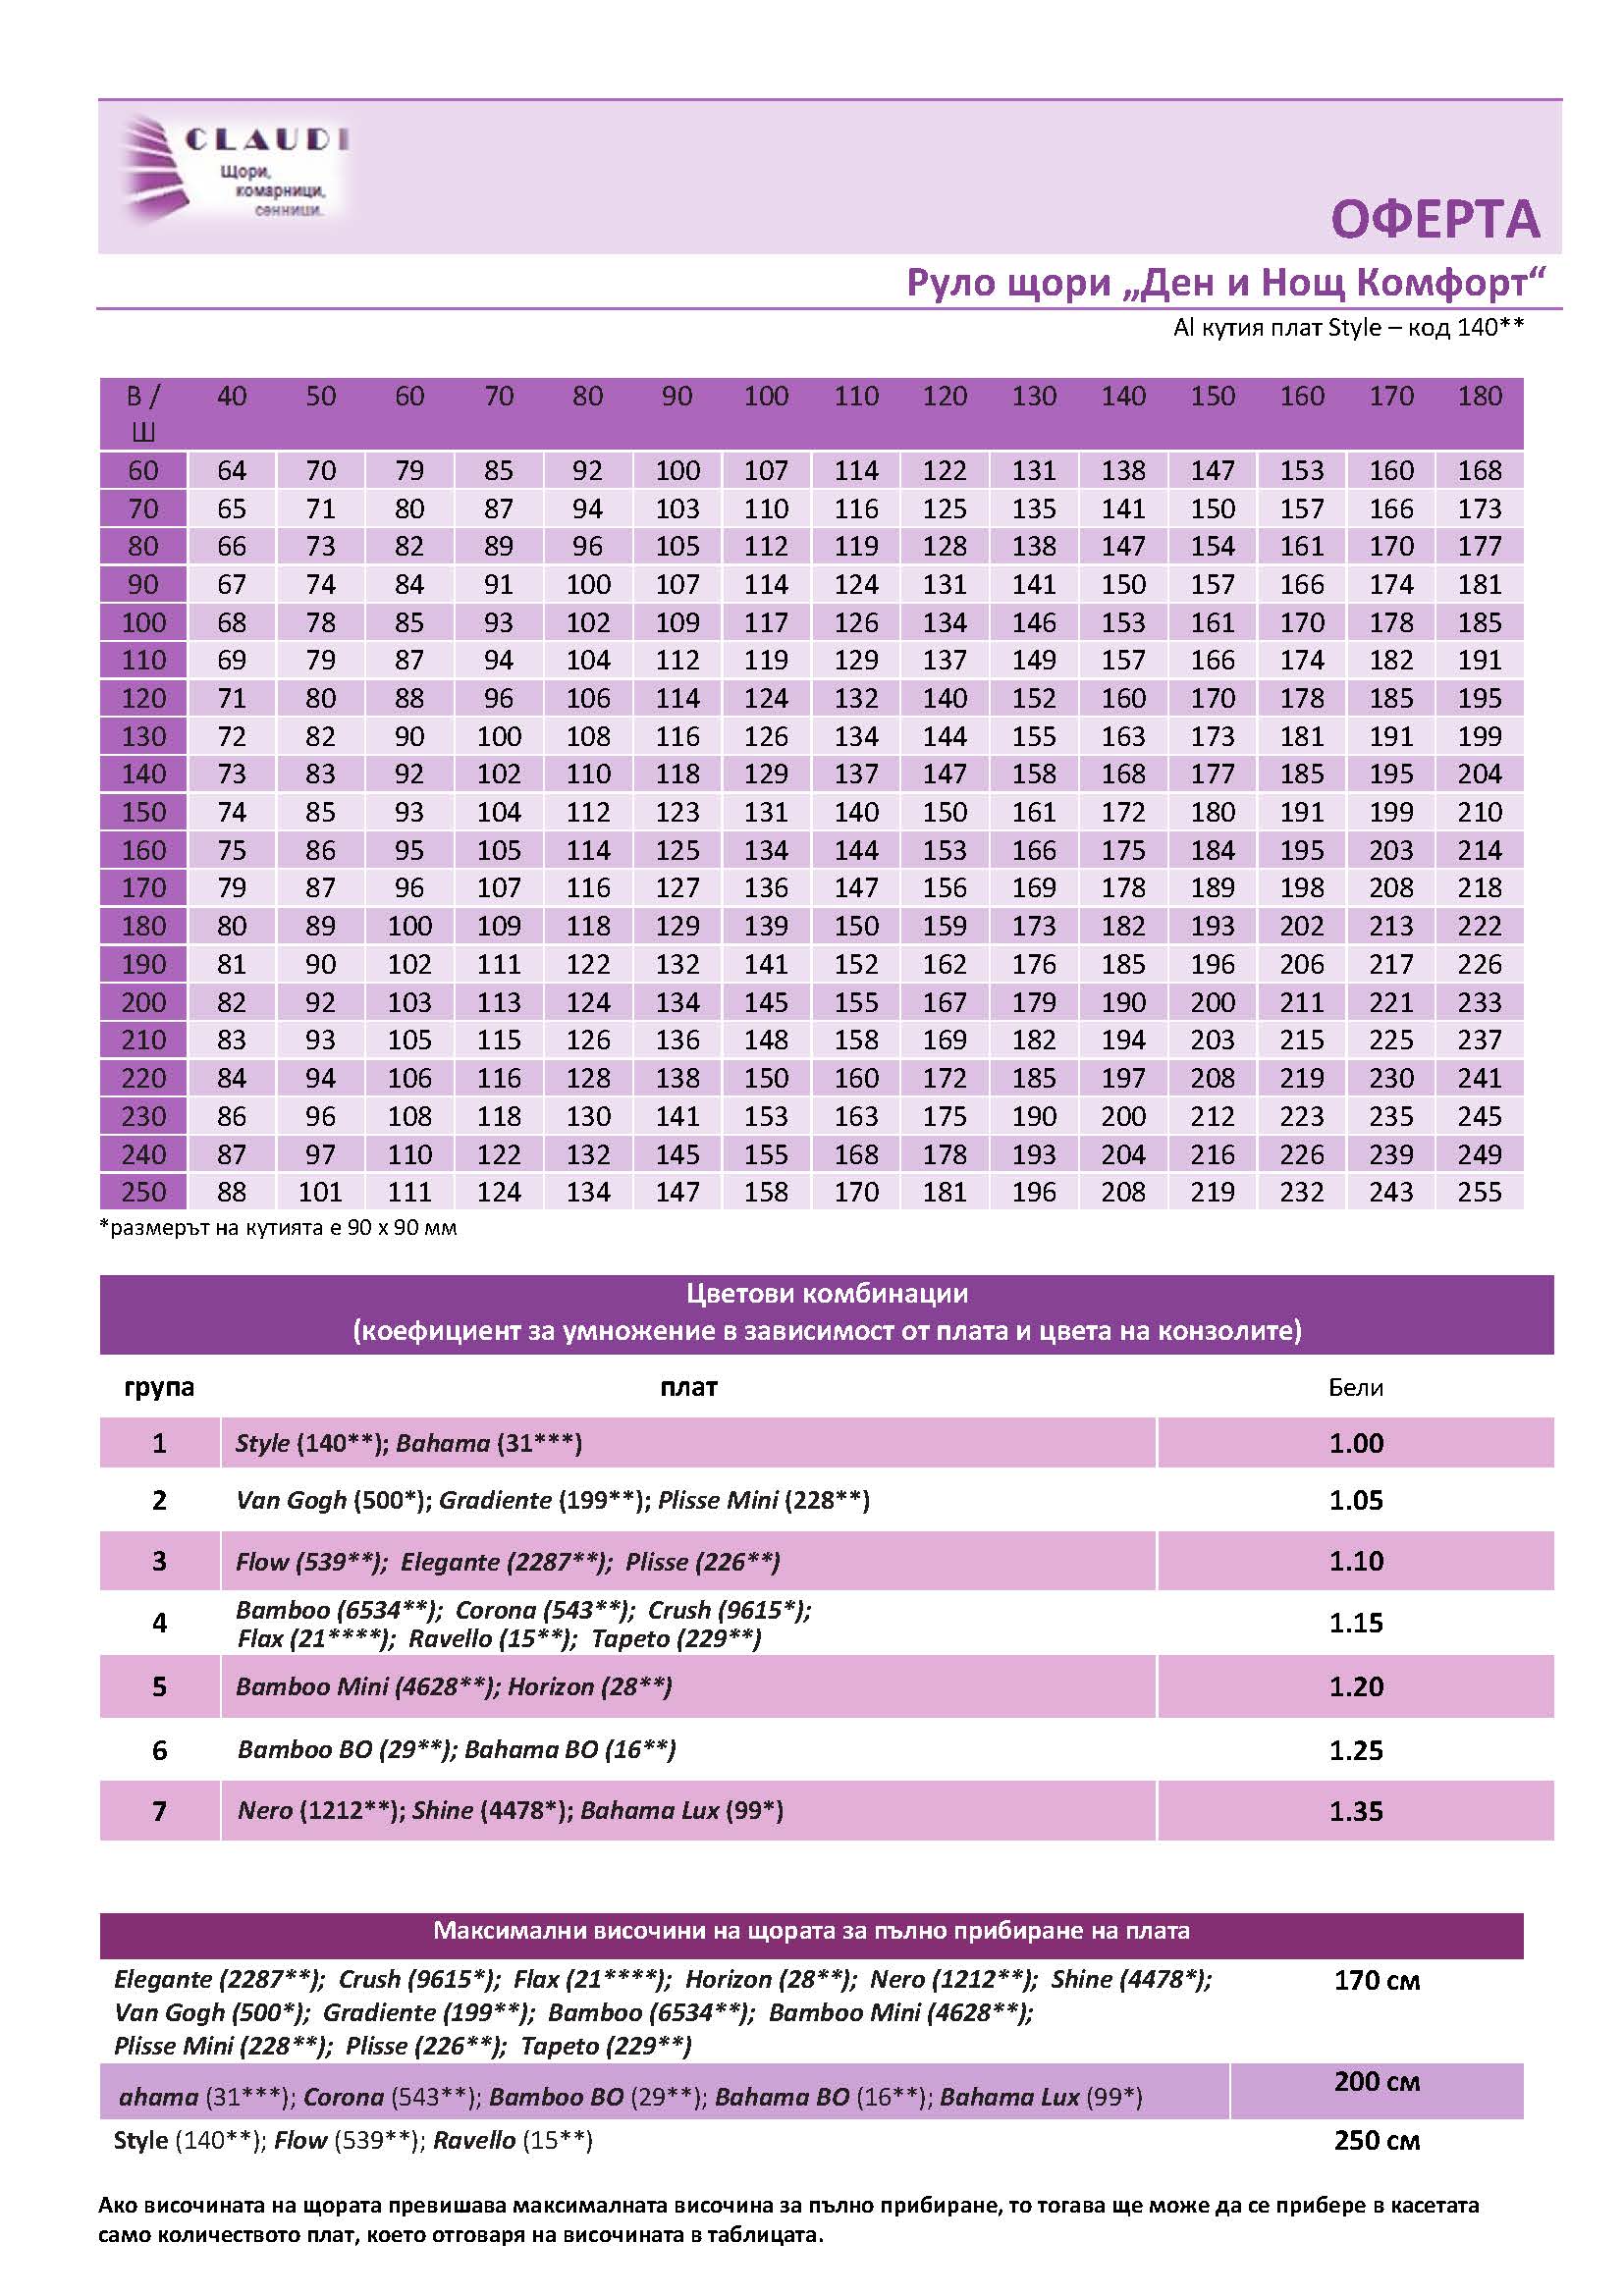 CLAUDI
Щори,
комарници,
сенници.
ОФЕРТА
Руло щори „Ден и Нощ Комфорт“
Al кутия плат Style – код 140**
В / 40 50 60 70 80 90 100 110 120 130 140 150 160 170 180
Ш
60 64 70 79 85 92 100 107 114 122 131 138 147 153 160 168
70 65 71 80 87 94 103 110 116 125 135 141 150 157 166 173
80 66 73 82 89 96 105 112 119 128 138 147 154 161 170 177
90 67 74 84 91 100 107 114 124 131 141 150 157 166 174 181
100 68 78 85 93 102 109 117 126 134 146 153 161 170 178 185
110 69 79 87 94 104 112 119 129 137 149 157 166 174 182 191
120 71 80 88 96 106 114 124 132 140 152 160 170 178 185 195
130 72 82 90 100 108 116 126 134 144 155 163 173 181 191 199
140 73 83 92 102 110 118 129 137 147 158 168 177 185 195 204
150 74 85 93 104 112 123 131 140 150 161 172 180 191 199 210
160 75 86 95 105 114 125 134 144 153 166 175 184 195 203 214
170 79 87 96 107 116 127 136 147 156 169 178 189 198 208 218
180 80 89 100 109 118 129 139 150 159 173 182 193 202 213 222
190 81 90 102 111 122 132 141 152 162 176 185 196 206 217 226
200 82 92 103 113 124 134 145 155 167 179 190 200 211 221 233
210 83 93 105 115 126 136 148 158 169 182 194 203 215 225 237
220 84 94 106 116 128 138 150 160 172 185 197 208 219 230 241
230 86 96 108 118 130 141 153 163 175 190 200 212 223 235 245
240 87 97 110 122 132 145 155 168 178 193 204 216 226 239 249
250 88 101 111 124 134 147 158 170 181 196 208 219 232 243 255
*размерът на кутията е 90 х 90 мм
Цветови комбинации
(коефициент за умножение в зависимост от плата и цвета на конзолите)
група плат Бели
1 Style (140**); Bahama (31***) 1.00
2 Van Gogh (500*); Gradiente (199**); Plisse Mini (228**) 1.05
3 Flow (539**); Elegante (2287**); Plisse (226**) 1.10
4 Bamboo (6534**); Corona (543**); Crush (9615*); 1.15
Flax (21****); Ravello (15**); Tapeto (229**)
5 Bamboo Mini (4628**); Horizon (28**) 1.20
6 Bamboo BO (29**); Bahama BO (16**) 1.25
7 Nero (1212**); Shine (4478*); Bahama Lux (99*) 1.35
Максимални височини на щората за пълно прибиране на плата
Elegante (2287**); Crush (9615*); Flax (21****); Horizon (28**); Nero (1212**); Shine (4478*); 170 см
Van Gogh (500*); Gradiente (199**); Bamboo (6534**); Bamboo Mini (4628**);
Plisse Mini (228**); Plisse (226**); Tapeto (229**)
ahama (31***); Corona (543**); Bamboo BO (29**); Bahama BO (16**); Bahama Lux (99*) 200 см
Style (140**); Flow (539**); Ravello (15**) 250 см
Ако височината на щората превишава максималната височина за пълно прибиране, то тогава ще може да се прибере в касетата
само количеството плат, което отговаря на височината в таблицата.